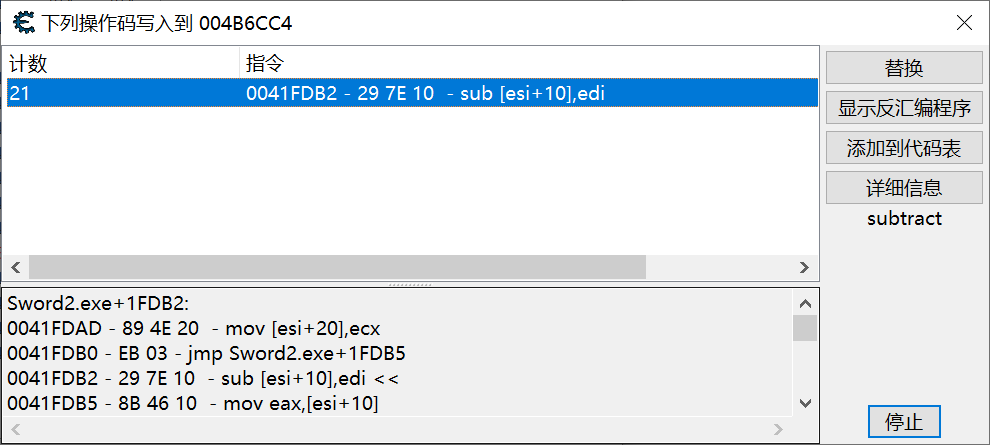 下列操作码写入到 004B6CC4
计数 指令
21 0041FDB2 - 29 7E 10 - sub [esi+10],edi
替换
显示反汇编程序
添加到代码表
详细信息
subtract
Sword2.exe+1FDB2:
0041FDAD - 89 4E 20 - mov [esi+20],ecx
0041FDB0 - EB 03 - jmp Sword2.exe+1FDB5
0041FDB2 - 29 7E 10 - sub [esi+10],edi <<
0041FDB5 - 8B 46 10 - mov eax,[esi+10]
停止